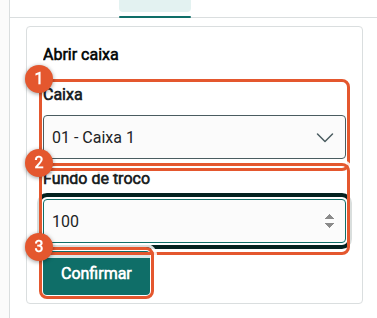 Abrir caixa
1
Caixa
01 - Caixa 1
2
Fundo de troco
100
3
Confirmar